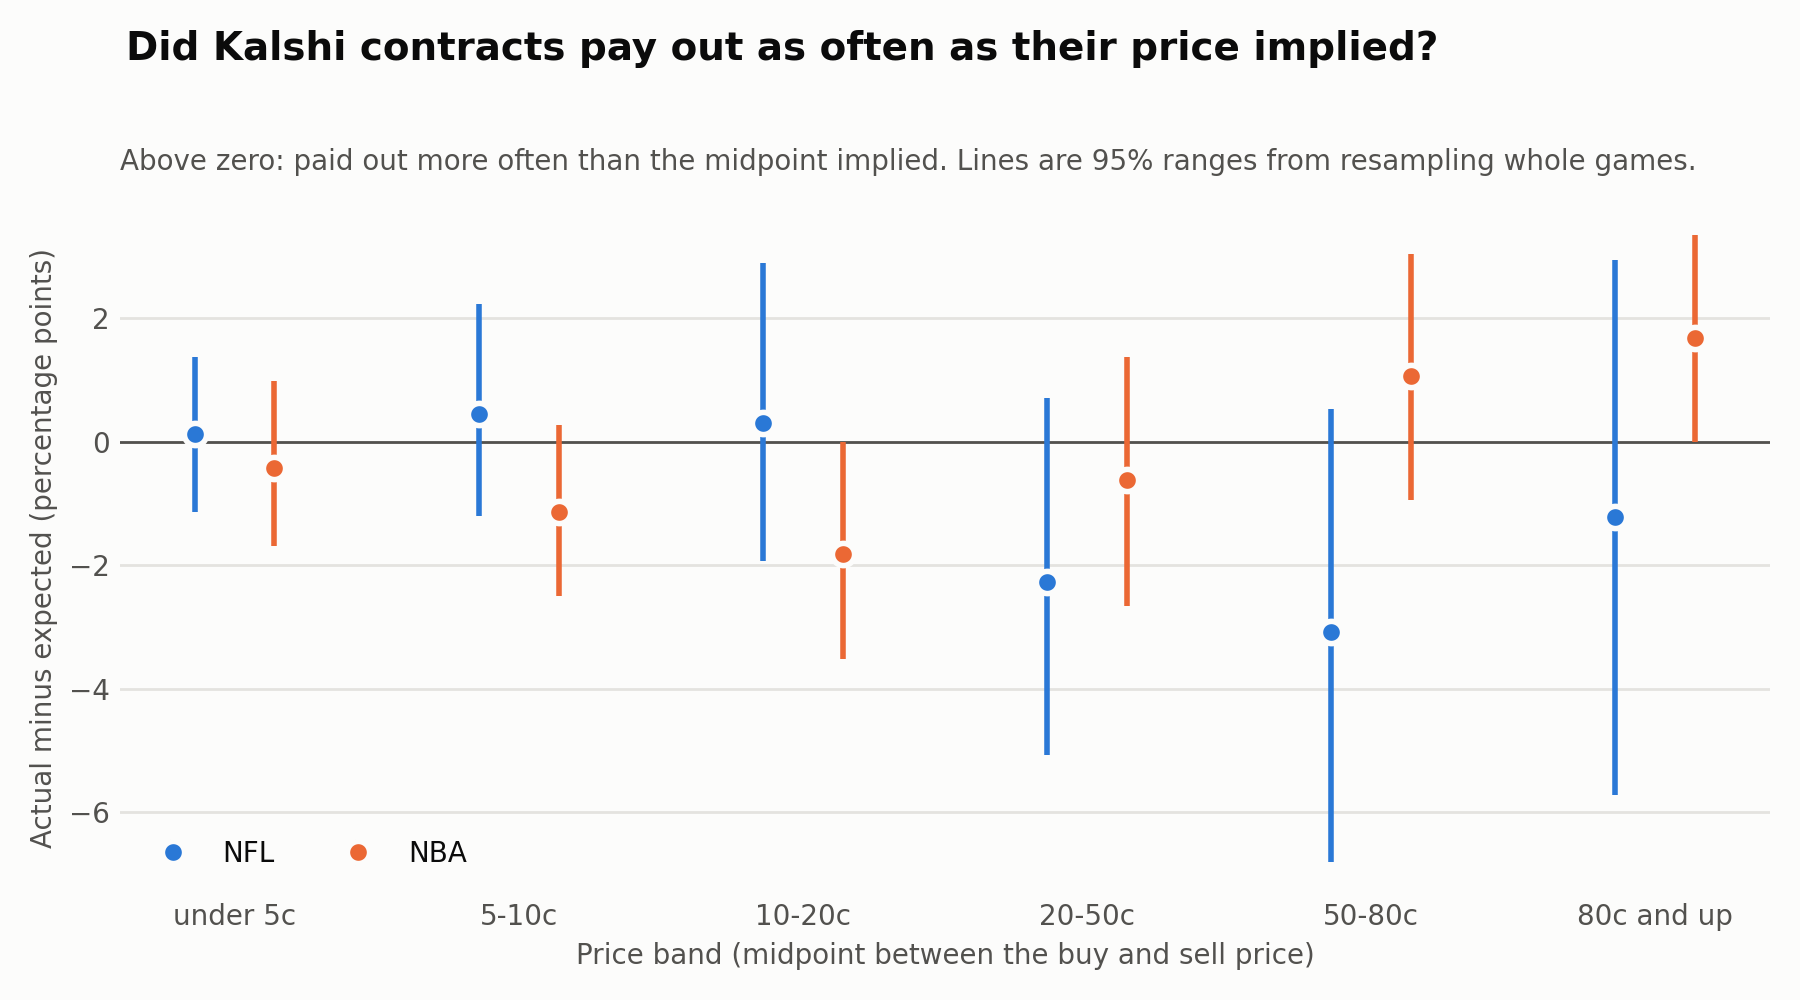 Did Kalshi contracts pay out as often as their price implied?
Above zero: paid out more often than the midpoint implied. Lines are 95% ranges from resampling whole games.
Actual minus expected (percentage points)
2
0
−2
−4
−6
NFL NBA
under 5c 5-10c 10-20c 20-50c 50-80c 80c and up
Price band (midpoint between the buy and sell price)